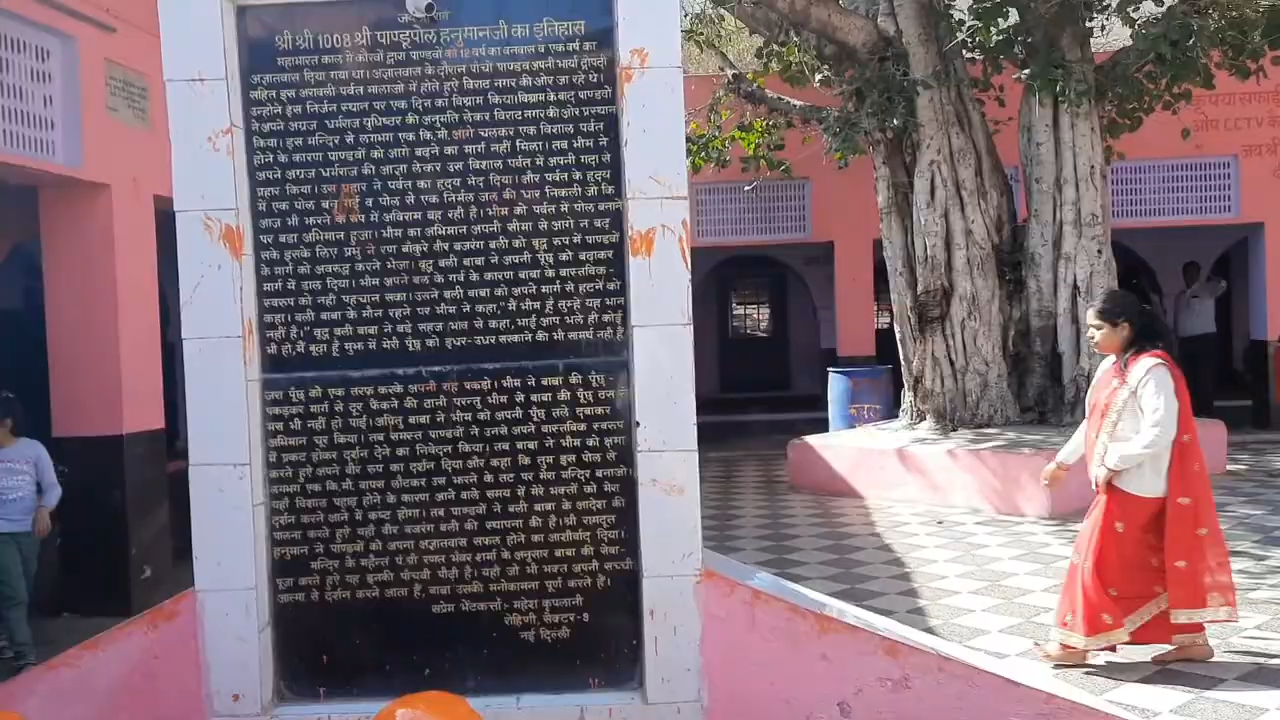 जय श्री राम
श्री श्री 1008 श्री पाण्डूपोल हनुमानजी का इतिहास
महाभारत काल में कौरवों द्वारा पाण्डवों को 12 वर्ष का वनवास व एक वर्ष का
अज्ञातवास दिया गया था। अज्ञातवास के दौरान पांचों पाण्डव अपनी भार्या द्रोपती
सहित इस अरावली पर्वत मालाओं में होते हुए विराट नगर की ओर जा रहे थे।
उन्होंने इस निर्जन स्थान पर एक दिन का विश्राम किया। विश्राम के बाद पाण्डवों
ने अपने अग्रज धर्मराज युधिष्टर की अनुमति लेकर विराट नगर की ओर प्रस्थान
किया। इस मन्दिर से लगभग एक कि.मी. आगे चलकर एक विशाल पर्वत
होने के कारण पाण्डवों को आगे बढ़ने का मार्ग नहीं मिला। तब भीम ने
अपने अग्रज धर्मराज की आज्ञा लेकर उस विशाल पर्वत में अपनी गदा से
प्रहार किया। उस प्रहार ने पर्वत का हृदय भेद दिया। और पर्वत के हृदय
में एक पोल बन गई व पोल से एक निर्मल जल की धार निकली जो कि
आज भी झरने के रूप में अविराम बह रही है। भीम को पर्वत में पोल बनाने
पर बडा अभिमान हुआ। भीम का अभिमान अपनी सीमा से आगे न बढ़
सके इसके लिए प्रभु ने रण बाँकुरे वीर बजरंग बली को वृद्ध रूप में पाण्डवों
के मार्ग को अवरूद्ध करने भेजा। वृद्ध बली बाबा ने अपनी पूँछ को बढ़ाकर
मार्ग में डाल दिया। भीम अपने बल के गर्व के कारण बाबा के वास्तविक-
स्वरूप को नही पहचान सका। उसने बली बाबा को अपने मार्ग से हटने को
कहा। बली बाबा के मौन रहने पर भीम ने कहा, "मैं भीम हूँ तुम्हे यह भान
नहीं है।" वृद्ध बली बाबा ने बडे सहज भाव से कहा, भाई आप भले ही कोई
भी हो, मैं बूढा हूँ मुझ में मेरी पूँछ को इधर-उधर सरकाने की भी सामर्थ नही है
जरा पूँछ को एक तरफ करके अपनी राह पकड़ो। भीम ने बाबा की पूँछ-
पकड़कर मार्ग से दूर फैंकने की ठानी परन्तु भीम से बाबा की पूँछ ठस से
मस भी नहीं हो पाई। अपितु बाबा ने भीम को अपनी पूँछ तले दबाकर
अभिमान चूर किया। तब समस्त पाण्डवों ने उनसे अपने वास्तविक स्वरूप
में प्रकट होकर दर्शन देने का निवेदन किया। तब बाबा ने भीम को क्षमा
करते हुए अपने वीर रूप का दर्शन दिया और कहा कि तुम इस पोल से
लगभग एक कि.मी. वापस लौटकर उस झरने के तट पर मेरा मन्दिर बनाओ।
यहाँ विशाल पहाड़ होने के कारण आने वाले समय में मेरे भक्तों को मेरा
दर्शन करने आने में कष्ट होगा। तब पाण्डवों ने बली बाबा के आदेश की
पालना करते हुए यहाँ वीर बजरंग बली की स्थापना की है। श्री रामदूत
हनुमान ने पाण्डवों को अपना अज्ञातवास सफल होने का आर्शीवाद दिया।
मन्दिर के महन्त पं. श्री भंवर शर्मा के अनुसार बाबा की सेवा-
पूजा करते हुए यह इनकी पांचवी पीढ़ी है। यहाँ जो भी भक्त अपनी सच्ची
आत्मा से दर्शन करने आता है, बाबा उसकी मनोकामना पूर्ण करते हैं।
सप्रेम भेंटकर्त्ताः- महेश कृपलानी
रोहिणी, सेक्टर-9
नई दिल्ली
कृपया सफाई
CCTV
जय श्री